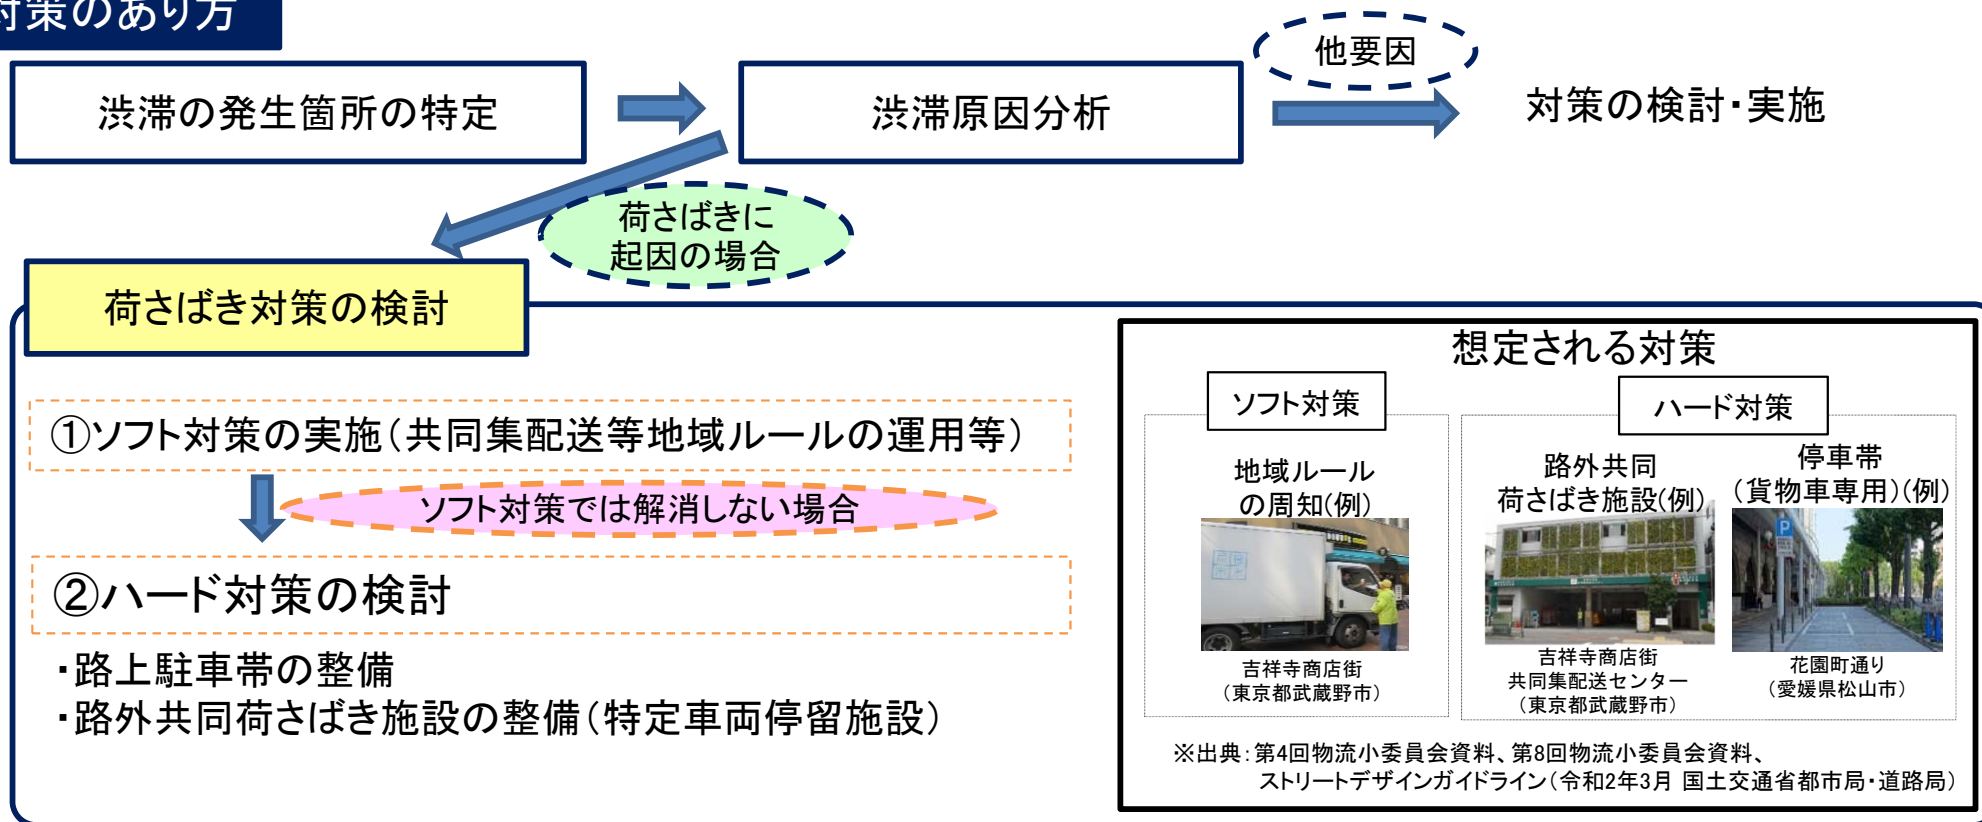 対策のあり方
渋滞の発生箇所の特定
渋滞原因分析
他要因
対策の検討・実施
荷さばきに
起因の場合
荷さばき対策の検討
①ソフト対策の実施（共同集配送等地域ルールの運用等）
ソフト対策では解消しない場合
②ハード対策の検討
・路上駐車帯の整備
・路外共同荷さばき施設の整備（特定車両停留施設）
想定される対策
ソフト対策
地域ルール
の周知(例)
吉祥寺商店街
（東京都武蔵野市）
ハード対策
路外共同
荷さばき施設(例)
吉祥寺商店街
共同集配送センター
（東京都武蔵野市）
停車帯
（貨物車専用）(例)
P
花園町通り
（愛媛県松山市）
※出典：第4回物流小委員会資料、第8回物流小委員会資料、
ストリートデザインガイドライン（令和2年3月 国土交通省都市局・道路局）